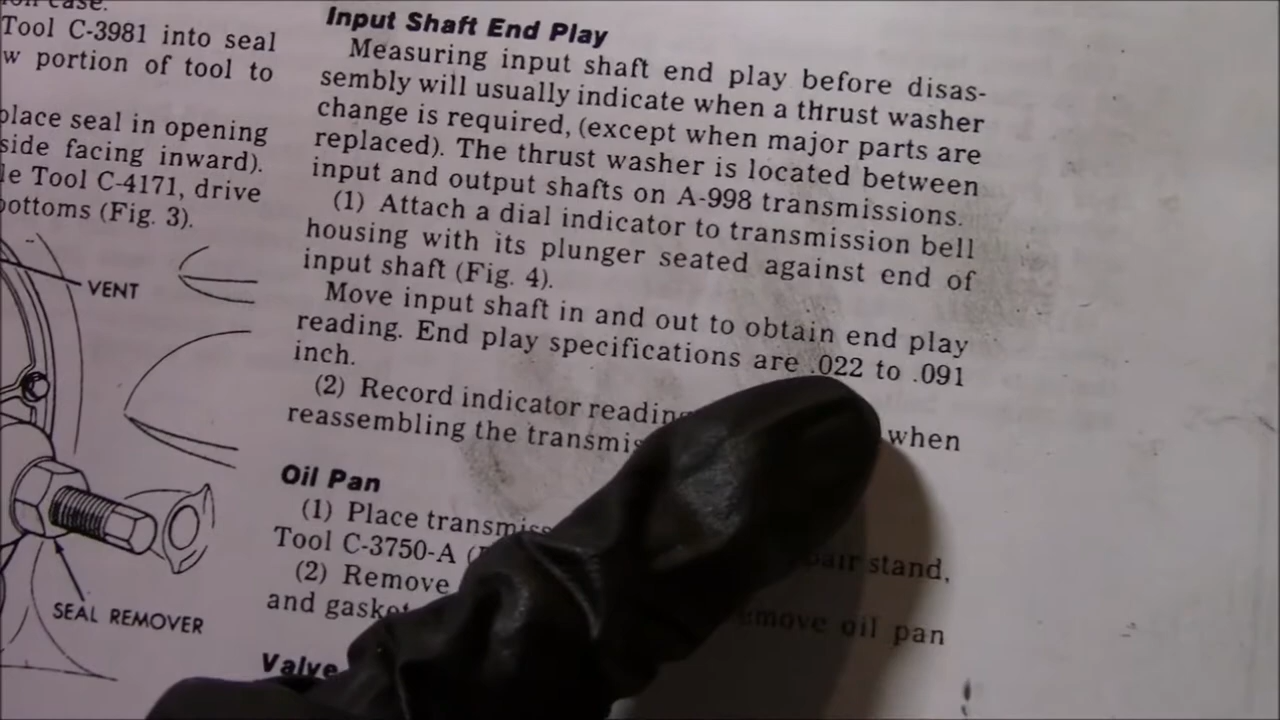 Tool C-3981 into seal
w portion of tool to
place seal in opening
side facing inward).
le Tool C-4171, drive
bottoms (Fig. 3).
VENT
SEAL REMOVER
Input Shaft End Play
Measuring input shaft end play before disas-
sembly will usually indicate when a thrust washer
change is required, (except when major parts are
replaced). The thrust washer is located between
input and output shafts on A-998 transmissions.
(1) Attach a dial indicator to transmission bell
housing with its plunger seated against end of
input shaft (Fig. 4).
Move input shaft in and out to obtain end play
reading. End play specifications are .022 to .091
inch.
(2) Record indicator reading when
reassembling the transmis
Oil Pan
(1) Place transmiss stand,
Tool C-3750-A
(2) Remove remove oil pan
and gasket
Valve